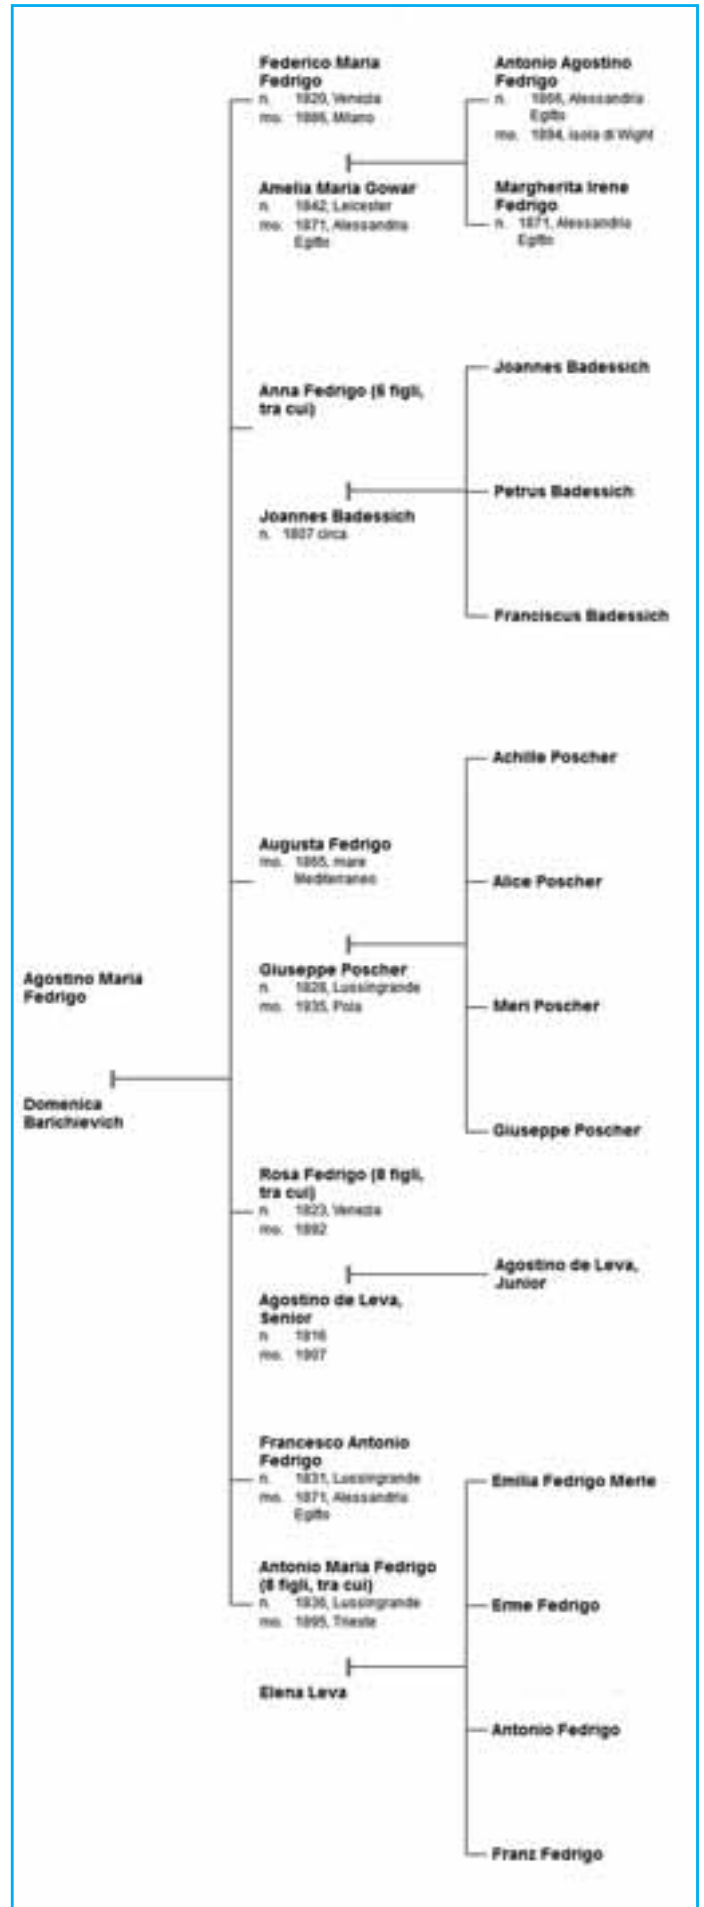 Federico Maria
Fedrigo
n. 1820, Venezia
mo. 1886, Milano
Amelia Maria Gowar
n. 1842, Leicester
mo. 1871, Alessandria
Egitto
Antonio Agostino
Fedrigo
n. 1866, Alessandria
Egitto
mo. 1894, isola di Wight
Margherita Irene
Fedrigo
n. 1871, Alessandria
Egitto
Anna Fedrigo (6 figli,
tra cui)
Joannes Badessich
n. 1807 circa
Joannes Badessich
Petrus Badessich
Franciscus Badessich
Augusta Fedrigo
mo. 1865, mare
Mediterraneo
Giuseppe Poscher
n. 1828, Lussingrande
mo. 1935, Pola
Achille Poscher
Alice Poscher
Meri Poscher
Giuseppe Poscher
Agostino Maria
Fedrigo
Domenica
Barichievich
Rosa Fedrigo (8 figli,
tra cui)
n. 1823, Venezia
mo. 1892
Agostino de Leva,
Senior
n. 1816
mo. 1907
Agostino de Leva,
Junior
Francesco Antonio
Fedrigo
n. 1831, Lussingrande
mo. 1871, Alessandria
Egitto
Antonio Maria Fedrigo
(8 figli, tra cui)
n. 1836, Lussingrande
mo. 1895, Trieste
Elena Leva
Emilia Fedrigo Merle
Erme Fedrigo
Antonio Fedrigo
Franz Fedrigo